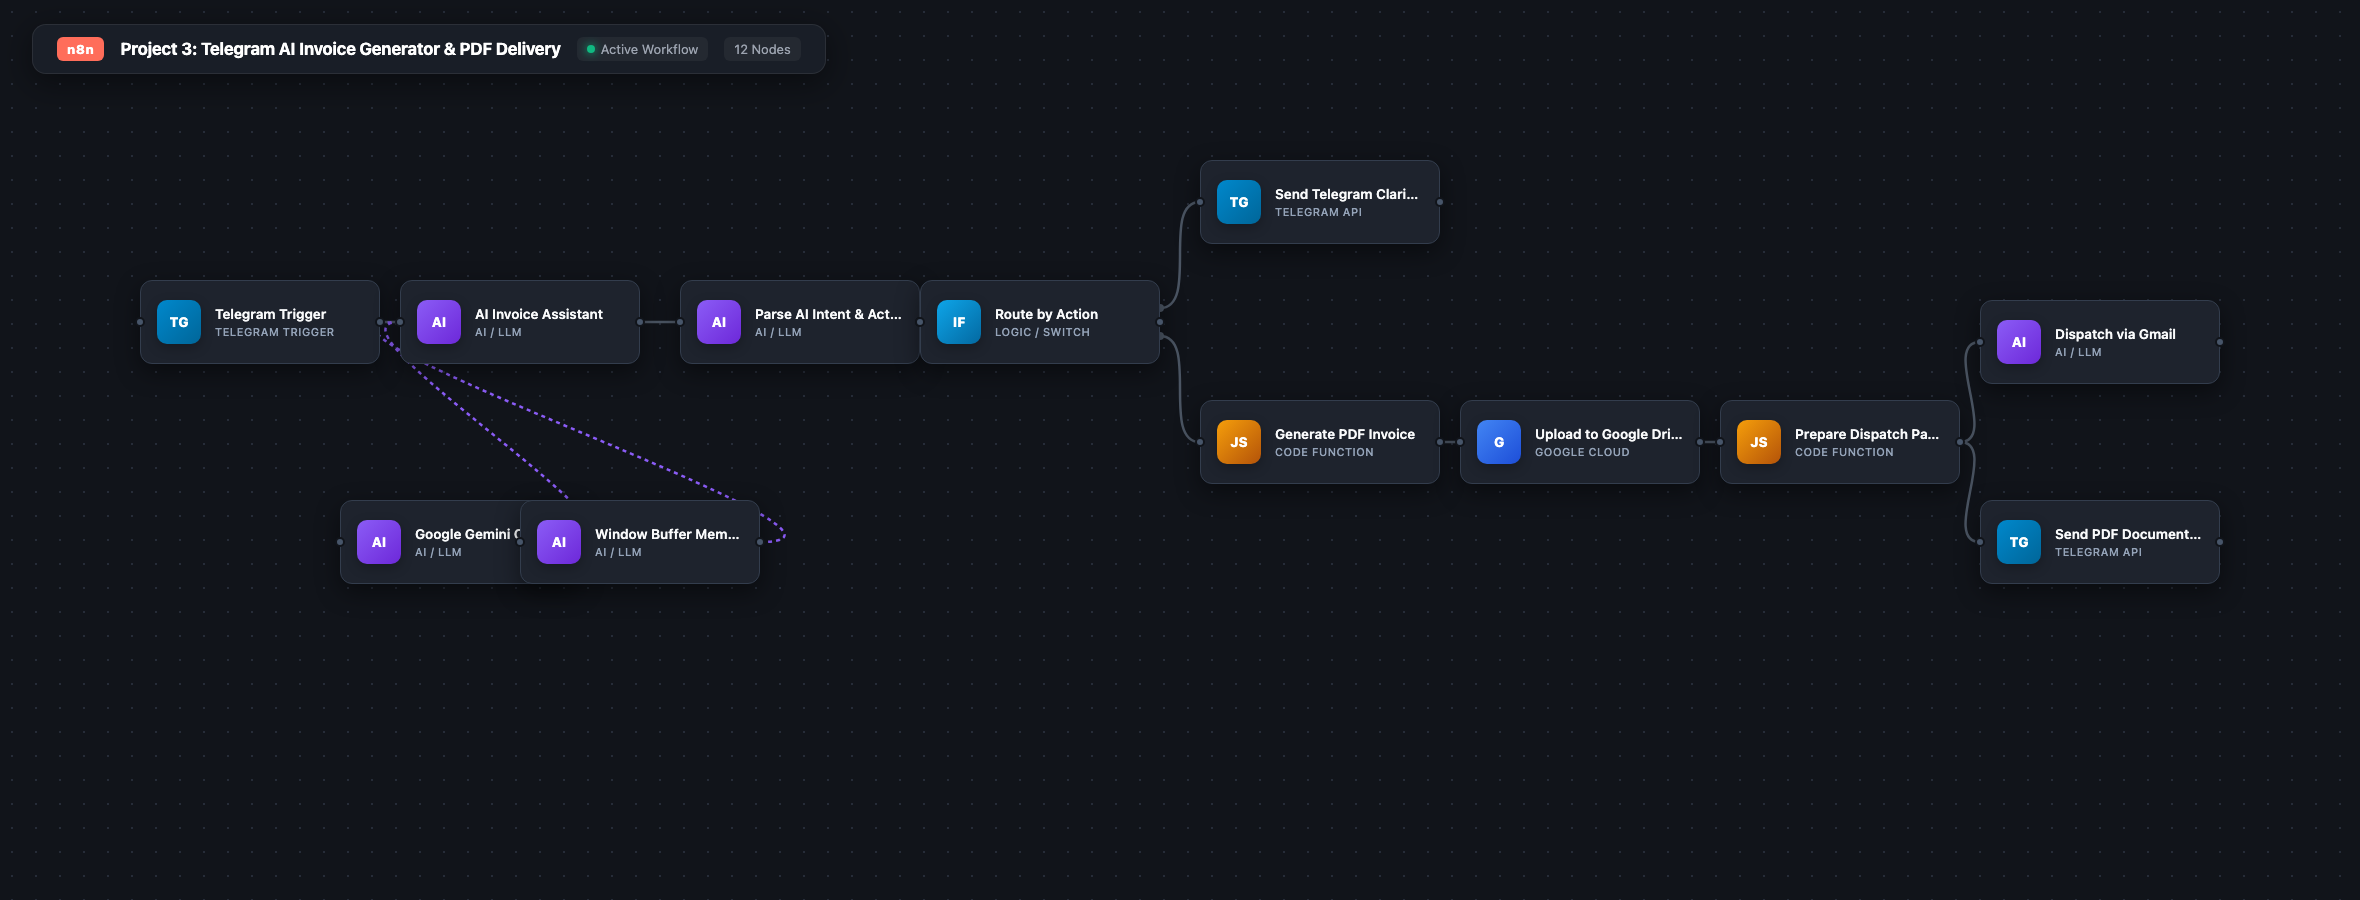 n8n Project 3: Telegram AI Invoice Generator & PDF Delivery Active Workflow 12 Nodes
TG Send Telegram Clari...
TELEGRAM API
TG Telegram Trigger
TELEGRAM TRIGGER
AI AI Invoice Assistant
AI / LLM
AI Parse AI Intent & Act...
AI / LLM
IF Route by Action
LOGIC / SWITCH
AI Dispatch via Gmail
AI / LLM
JS Generate PDF Invoice
CODE FUNCTION
G Upload to Google Dri...
GOOGLE CLOUD
JS Prepare Dispatch Pa...
CODE FUNCTION
AI Google Gemini
AI / LLM
AI Window Buffer Mem...
AI / LLM
TG Send PDF Document...
TELEGRAM API